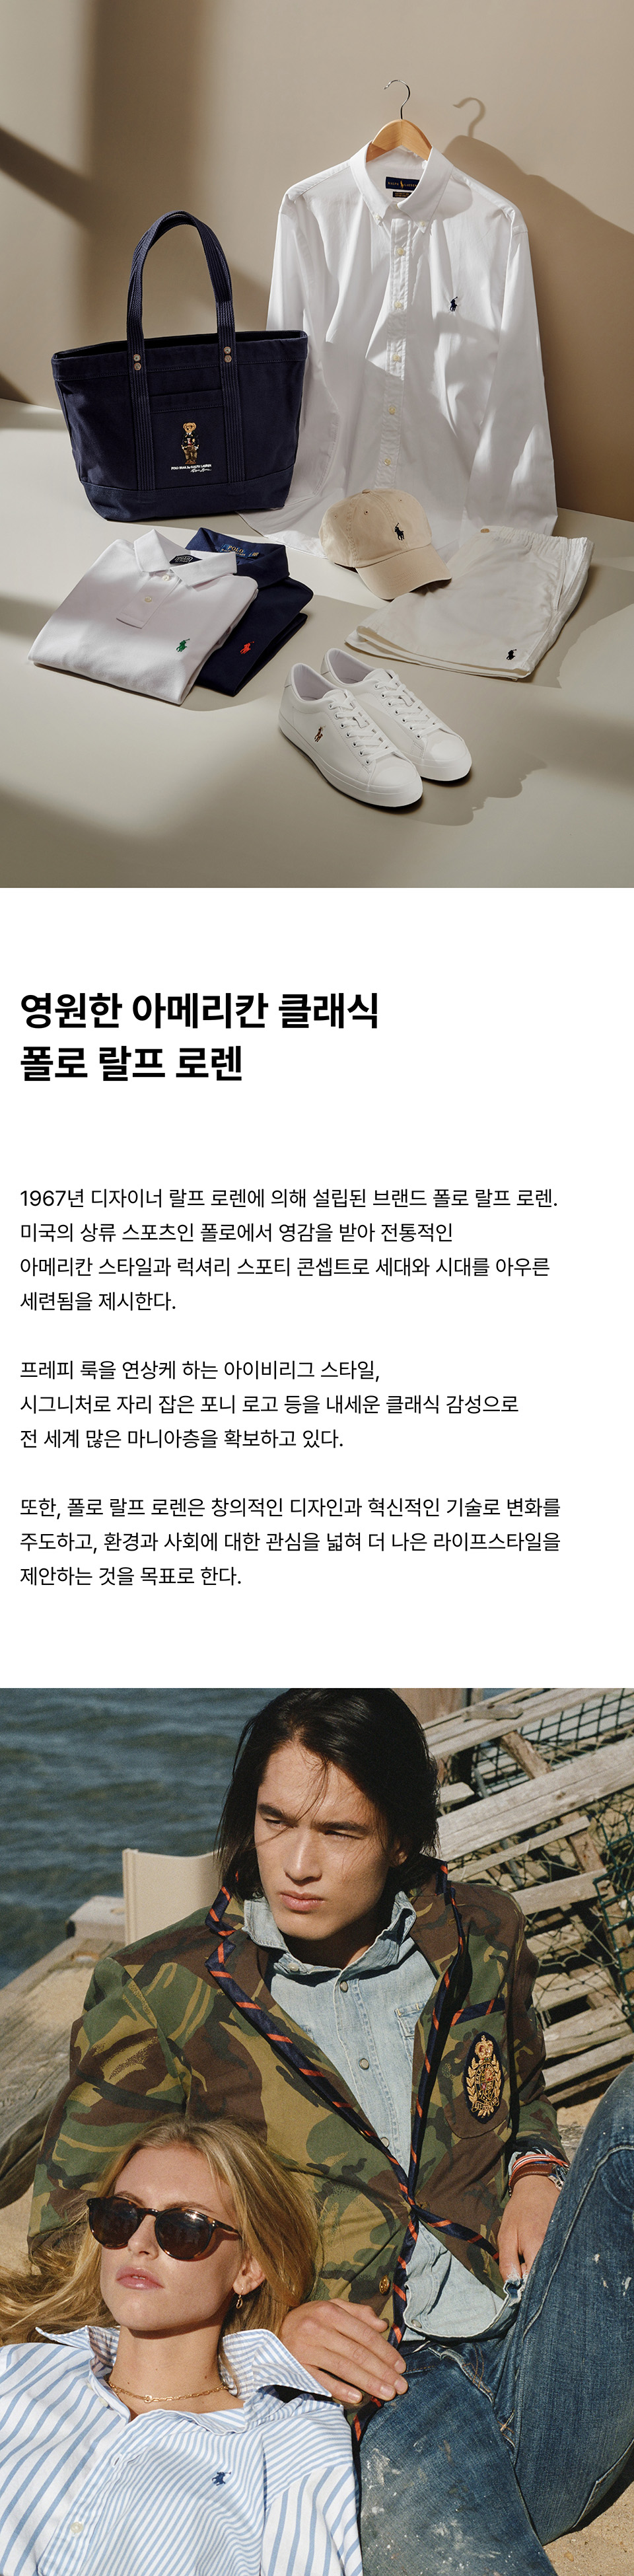 RALPH LAUREN
POLO BEAR by RALPH LAUREN
POLO
영원한 아메리칸 클래식
폴로 랄프 로렌
1967년 디자이너 랄프 로렌에 의해 설립된 브랜드 폴로 랄프 로렌.
미국의 상류 스포츠인 폴로에서 영감을 받아 전통적인
아메리칸 스타일과 럭셔리 스포티 콘셉트로 세대와 시대를 아우른
세련됨을 제시한다.
프레피 룩을 연상케 하는 아이비리그 스타일,
시그니처로 자리 잡은 포니 로고 등을 내세운 클래식 감성으로
전 세계 많은 마니아층을 확보하고 있다.
또한, 폴로 랄프 로렌은 창의적인 디자인과 혁신적인 기술로 변화를
주도하고, 환경과 사회에 대한 관심을 넓혀 더 나은 라이프스타일을
제안하는 것을 목표로 한다.